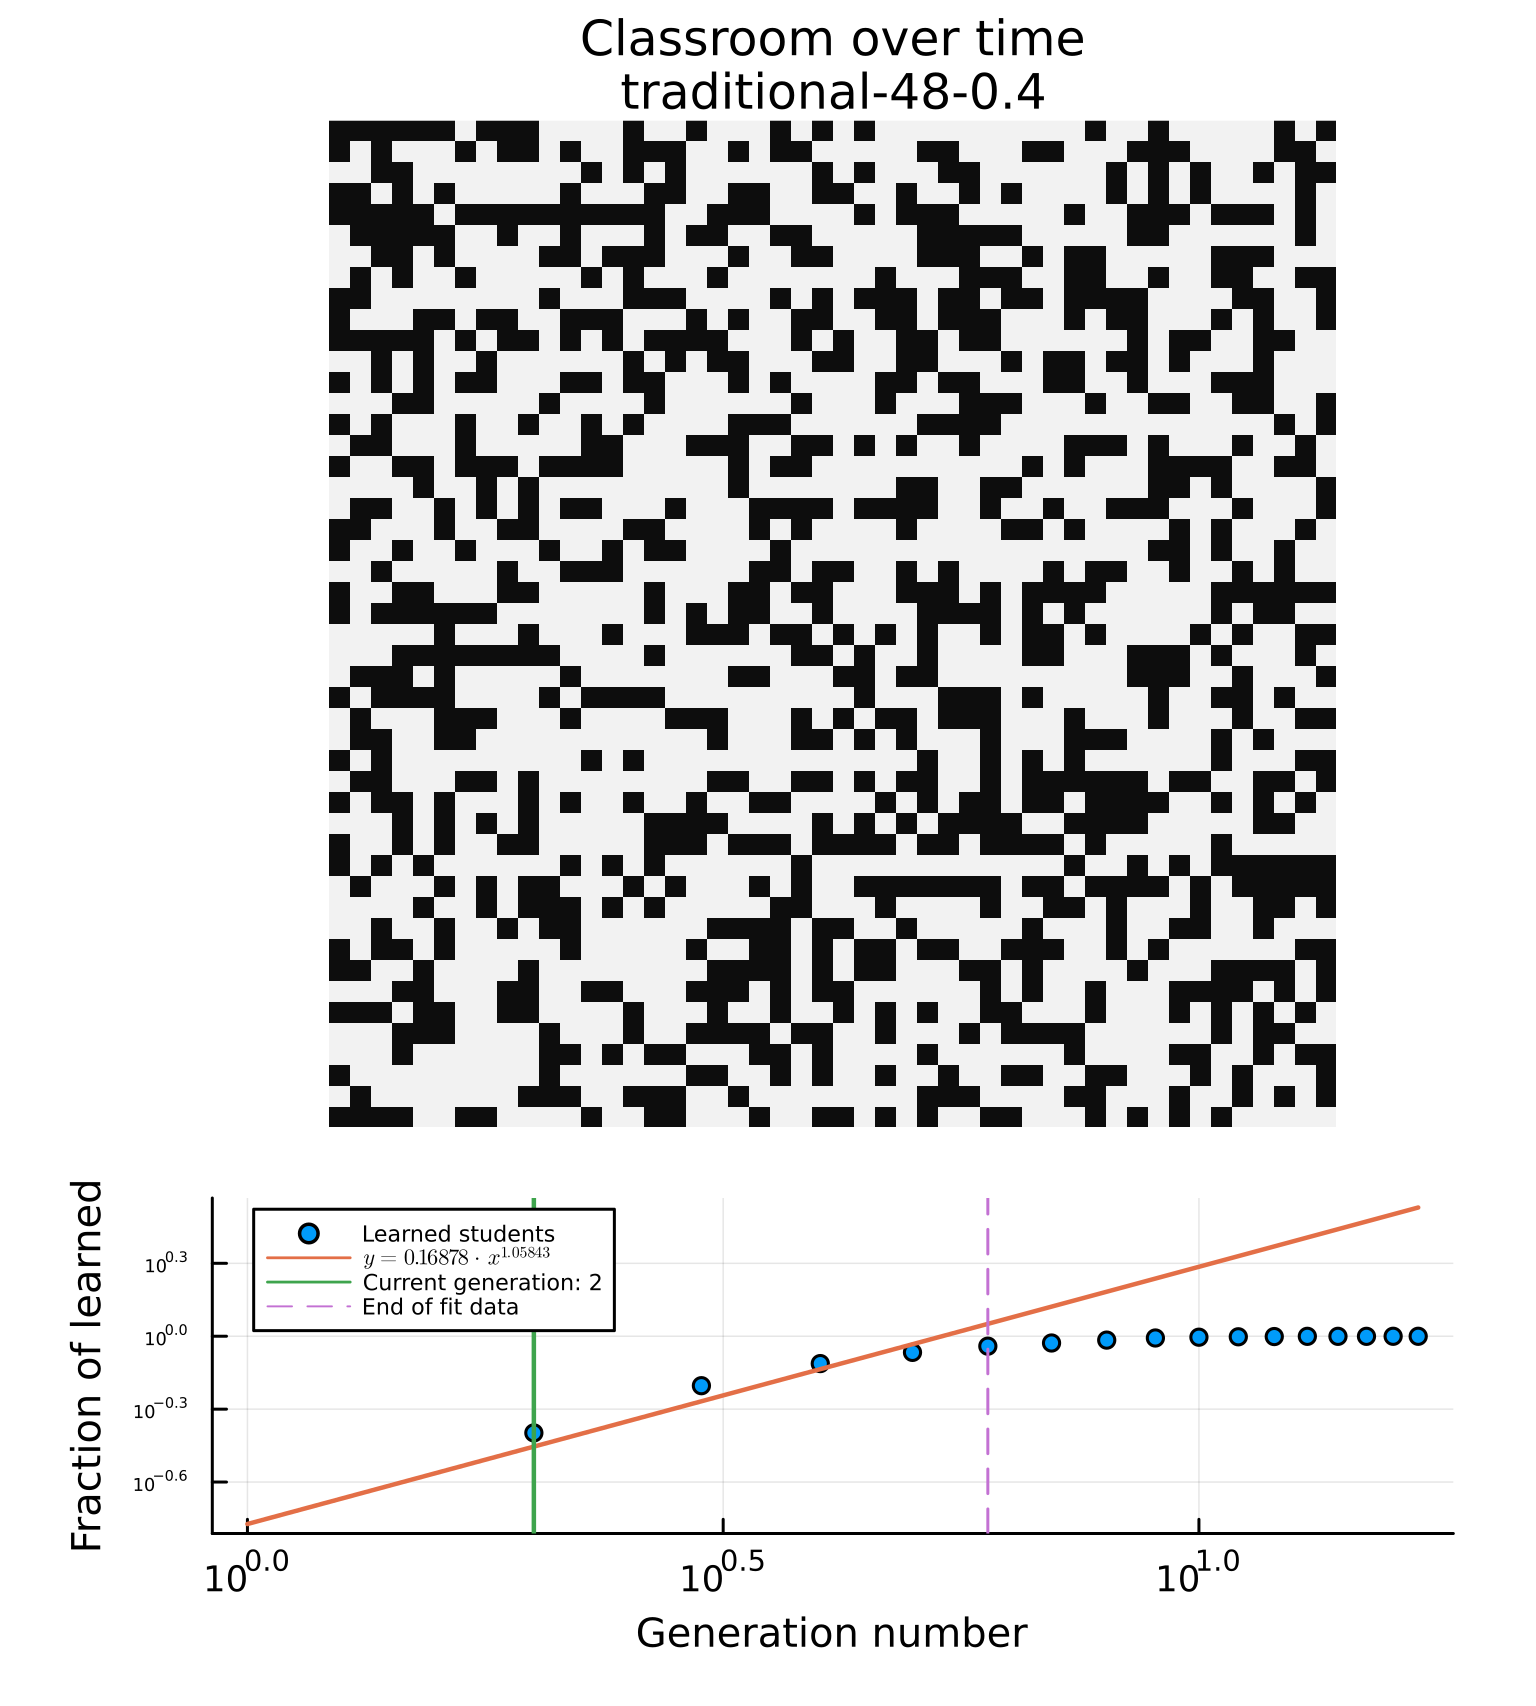 Classroom over time
traditional-48-0.4
Fraction of learned
10^0.3
10^0.0
10^−0.3
10^−0.6
Learned students
y = 0.16878 · x^1.05843
Current generation: 2
End of fit data
10^0.0
10^0.5
10^1.0
Generation number